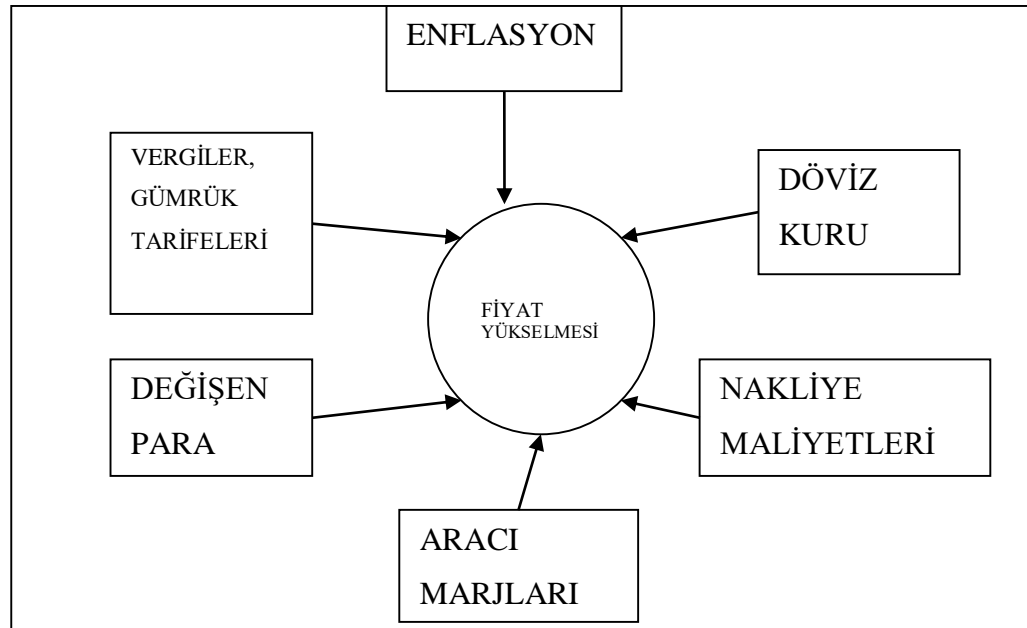 ENFLASYON
VERGİLER,
GÜMRÜK
TARİFELERİ
DÖVİZ
KURU
FİYAT
YÜKSELMESİ
DEĞİŞEN
PARA
NAKLİYE
MALİYETLERİ
ARACI
MARJLARI